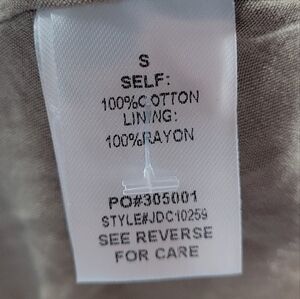 S
SELF:
100%COTTON
LINING:
100%RAYON
PO#305001
STYLE#JDC10259
SEE REVERSE
FOR CARE